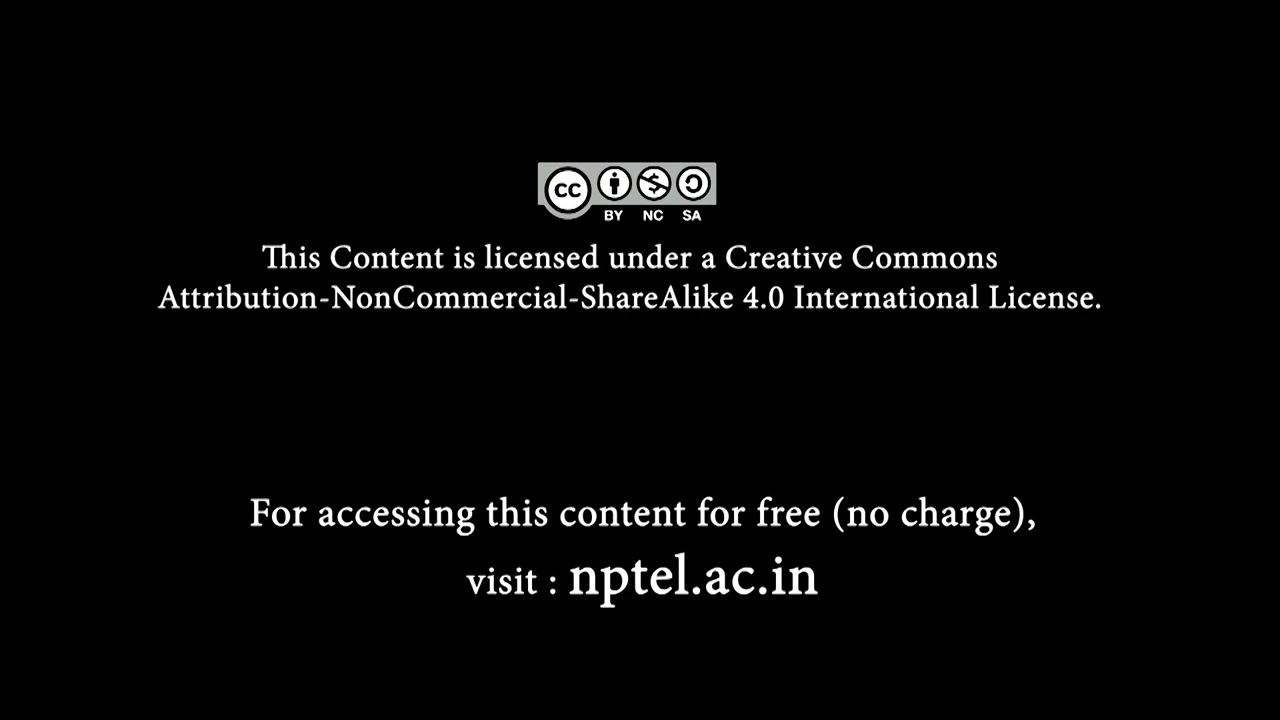 cc
BY NC SA
This Content is licensed under a Creative Commons
Attribution-NonCommercial-ShareAlike 4.0 International License.
For accessing this content for free (no charge),
visit : nptel.ac.in